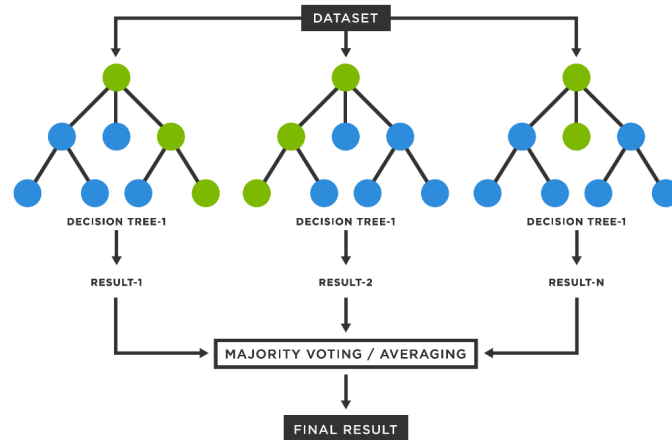 DATASET
DECISION TREE-1
DECISION TREE-1
DECISION TREE-1
RESULT-1
RESULT-2
RESULT-N
MAJORITY VOTING / AVERAGING
FINAL RESULT